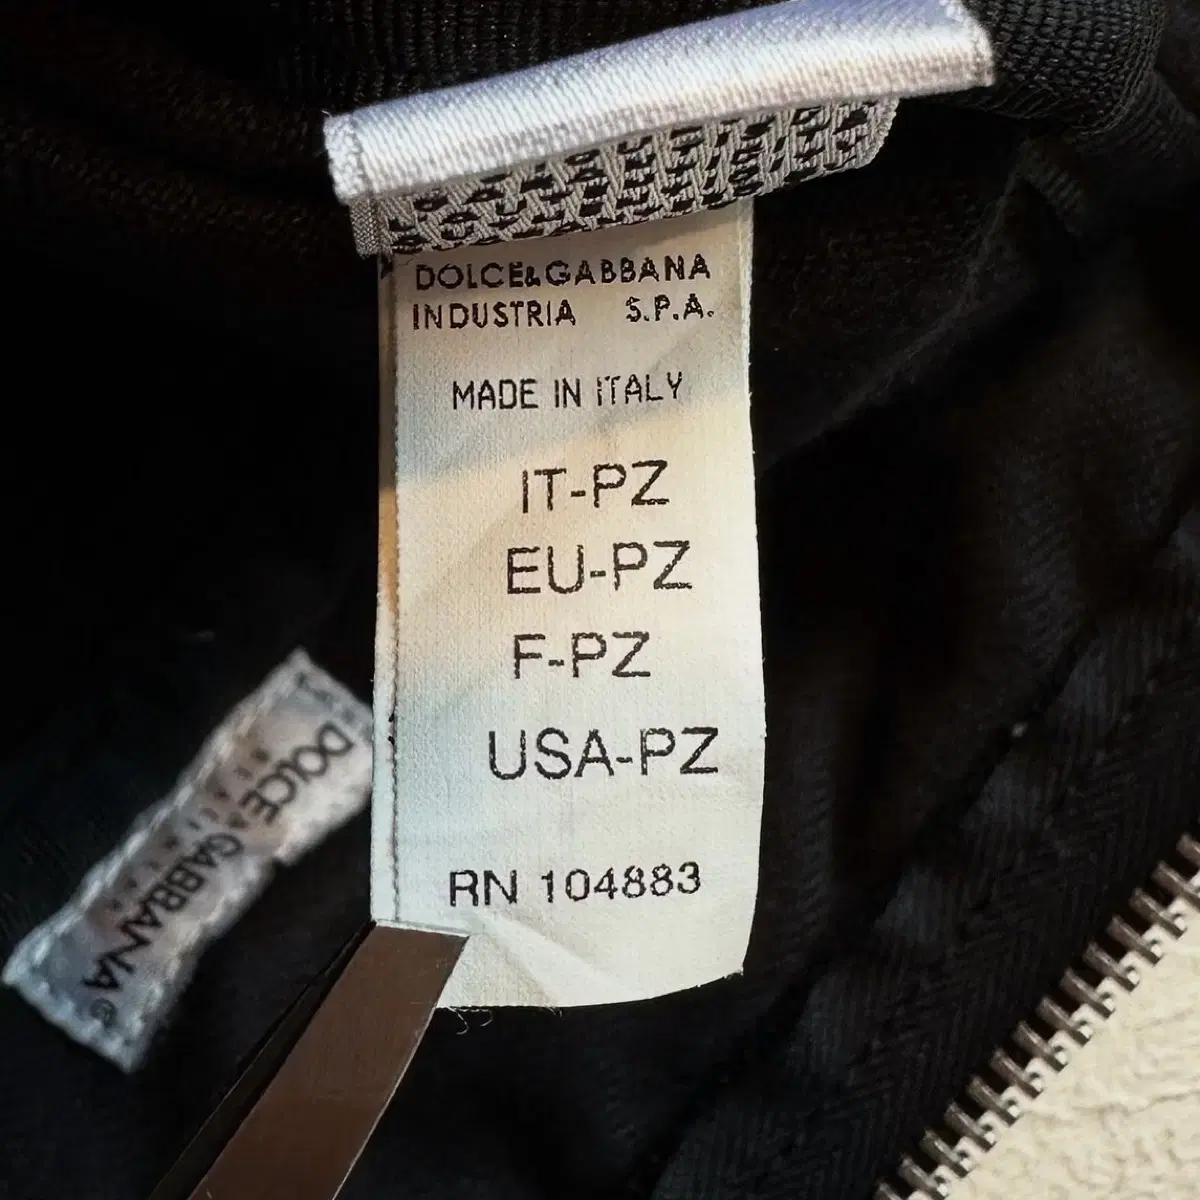 DOLCE&GABBANA
INDUSTRIA S.P.A.
MADE IN ITALY
IT-PZ
EU-PZ
F-PZ
USA-PZ
RN 104883
DOLCE&GABBANA®